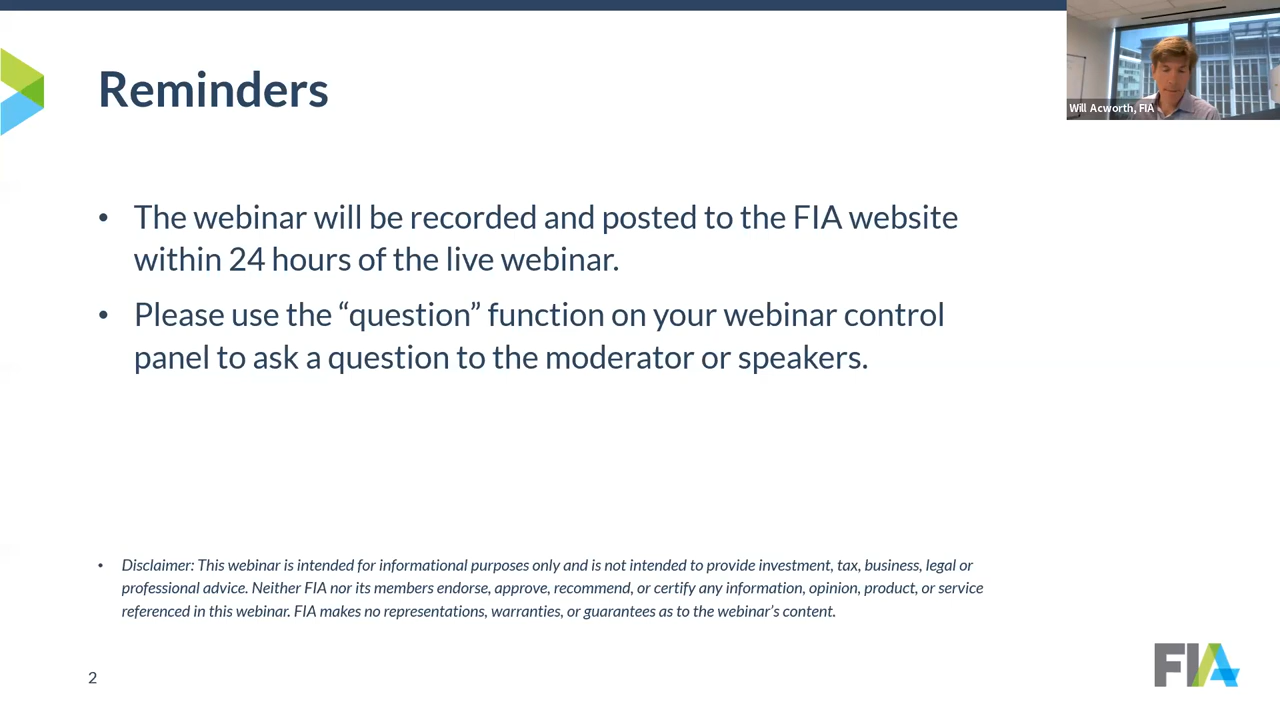 Reminders
Will Acworth, FIA
• The webinar will be recorded and posted to the FIA website
within 24 hours of the live webinar.
• Please use the “question” function on your webinar control
panel to ask a question to the moderator or speakers.
• Disclaimer: This webinar is intended for informational purposes only and is not intended to provide investment, tax, business, legal or
professional advice. Neither FIA nor its members endorse, approve, recommend, or certify any information, opinion, product, or service
referenced in this webinar. FIA makes no representations, warranties, or guarantees as to the webinar’s content.
2
FIA